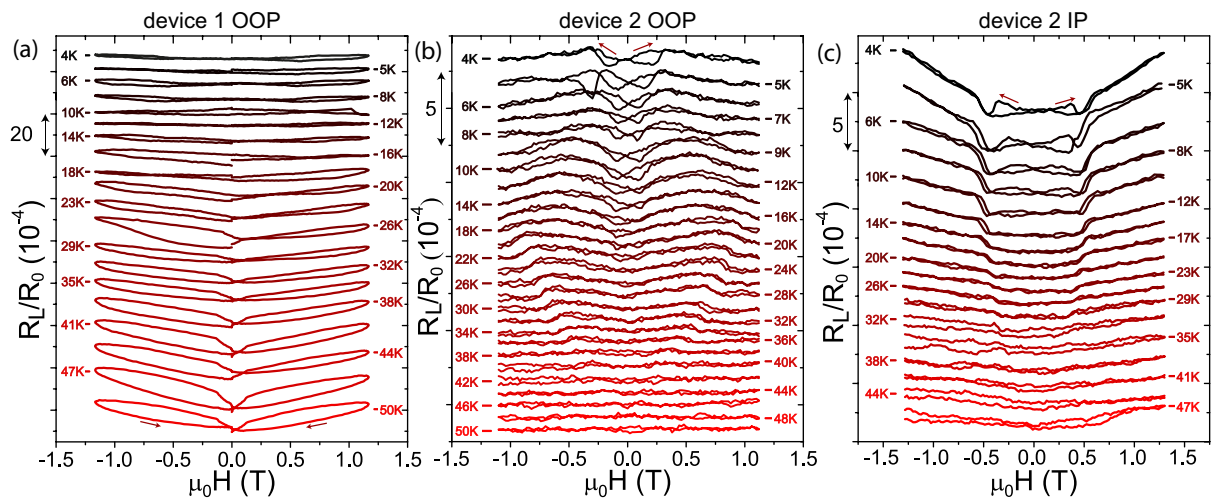 device 1 OOP
device 2 OOP
device 2 IP
(a)
4K
5K
6K
8K
10K
12K
14K
16K
18K
20K
23K
26K
29K
32K
35K
38K
41K
44K
47K
50K
20
R_L/R_0 (10^-4)
-1.5 -1.0 -0.5 0.0 0.5 1.0 1.5
μ_0H (T)
(b)
4K
5K
6K
7K
8K
9K
10K
12K
14K
16K
18K
20K
22K
24K
26K
28K
30K
32K
34K
36K
38K
40K
42K
44K
46K
48K
50K
5
R_L/R_0 (10^-4)
-1.5 -1.0 -0.5 0.0 0.5 1.0 1.5
μ_0H (T)
(c)
4K
5K
6K
8K
10K
12K
14K
17K
20K
23K
26K
29K
32K
35K
38K
41K
44K
47K
5
R_L/R_0 (10^-4)
-1.5 -1.0 -0.5 0.0 0.5 1.0 1.5
μ_0H (T)